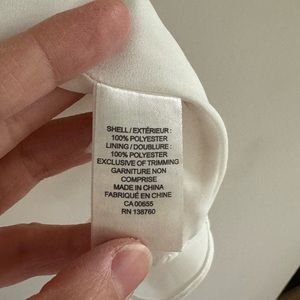 SHELL / EXTÉRIEUR :
100% POLYESTER
LINING / DOUBLURE :
100% POLYESTER
EXCLUSIVE OF TRIMMING
GARNITURE NON
COMPRISE
MADE IN CHINA
FABRIQUÉ EN CHINE
CA 00655
RN 138760